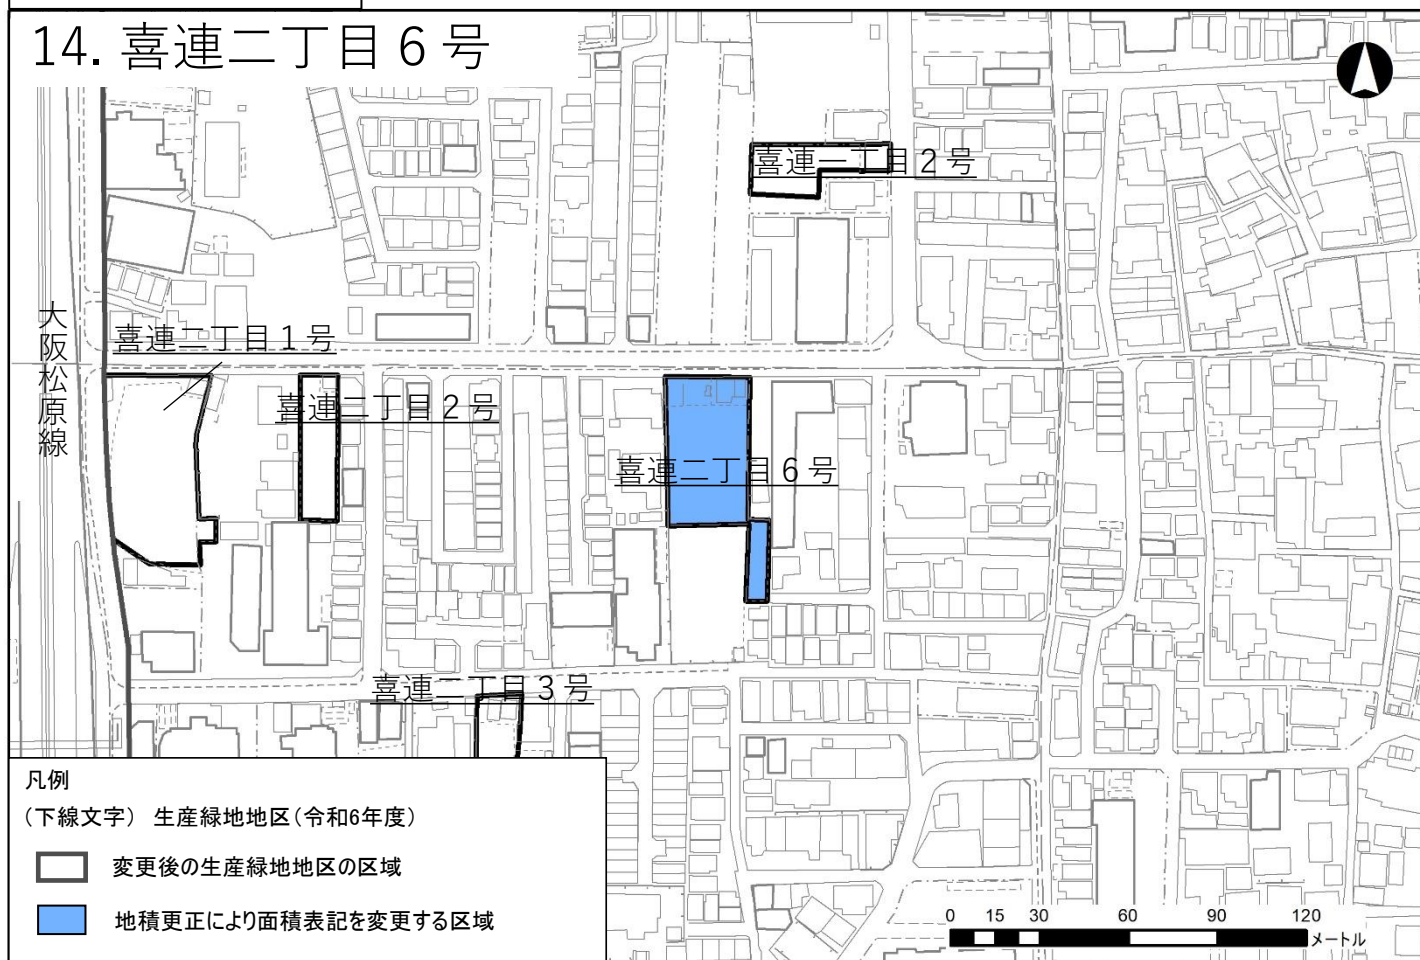 14. 喜連二丁目６号
喜連一丁目２号
大阪松原線
喜連二丁目１号
喜連二丁目２号
喜連二丁目６号
喜連二丁目３号
凡例
（下線文字） 生産緑地地区（令和6年度）
変更後の生産緑地地区の区域
地積更正により面積表記を変更する区域
0 15 30 60 90 120
メートル